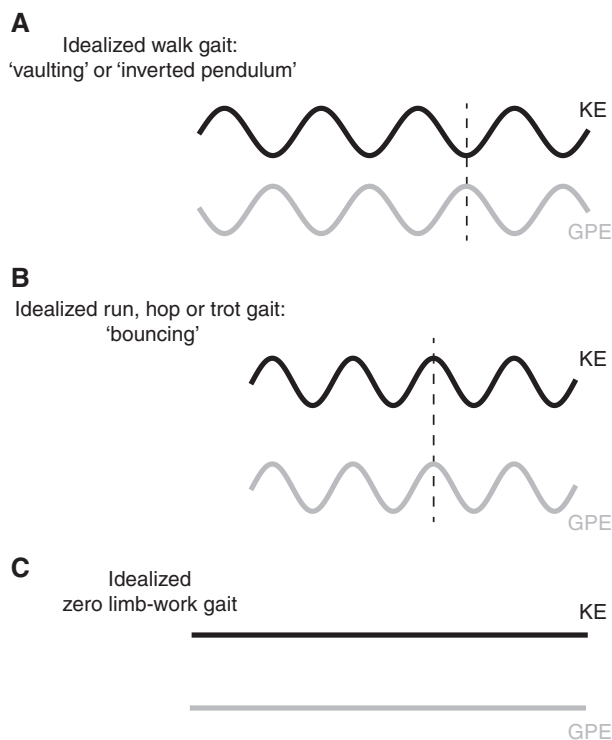 A
Idealized walk gait:
‘vaulting’ or ‘inverted pendulum’
KE
GPE
B
Idealized run, hop or trot gait:
‘bouncing’
KE
GPE
C
Idealized
zero limb-work gait
KE
GPE